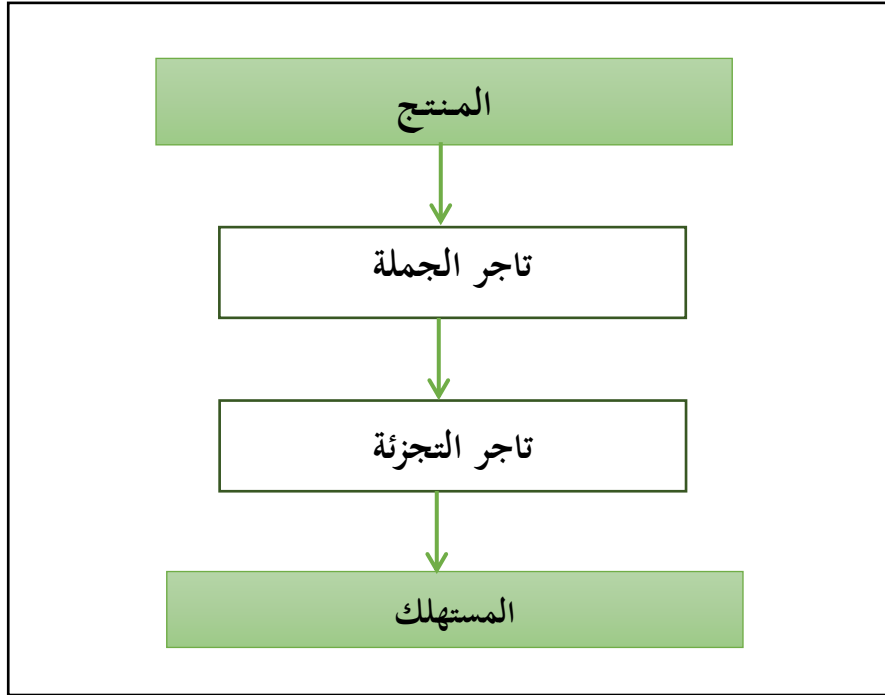 المنتج
تاجر الجملة
تاجر التجزئة
المستهلك